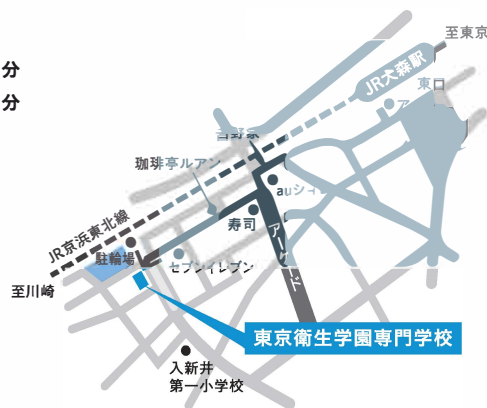 至東京
分
JR大森駅
東口
分
吉野家
珈琲亭ルアン
auショ
寿司
アーケード
JR京浜東北線
駐輪場
セブンイレブン
至川崎
東京衛生学園専門学校
入新井
第一小学校